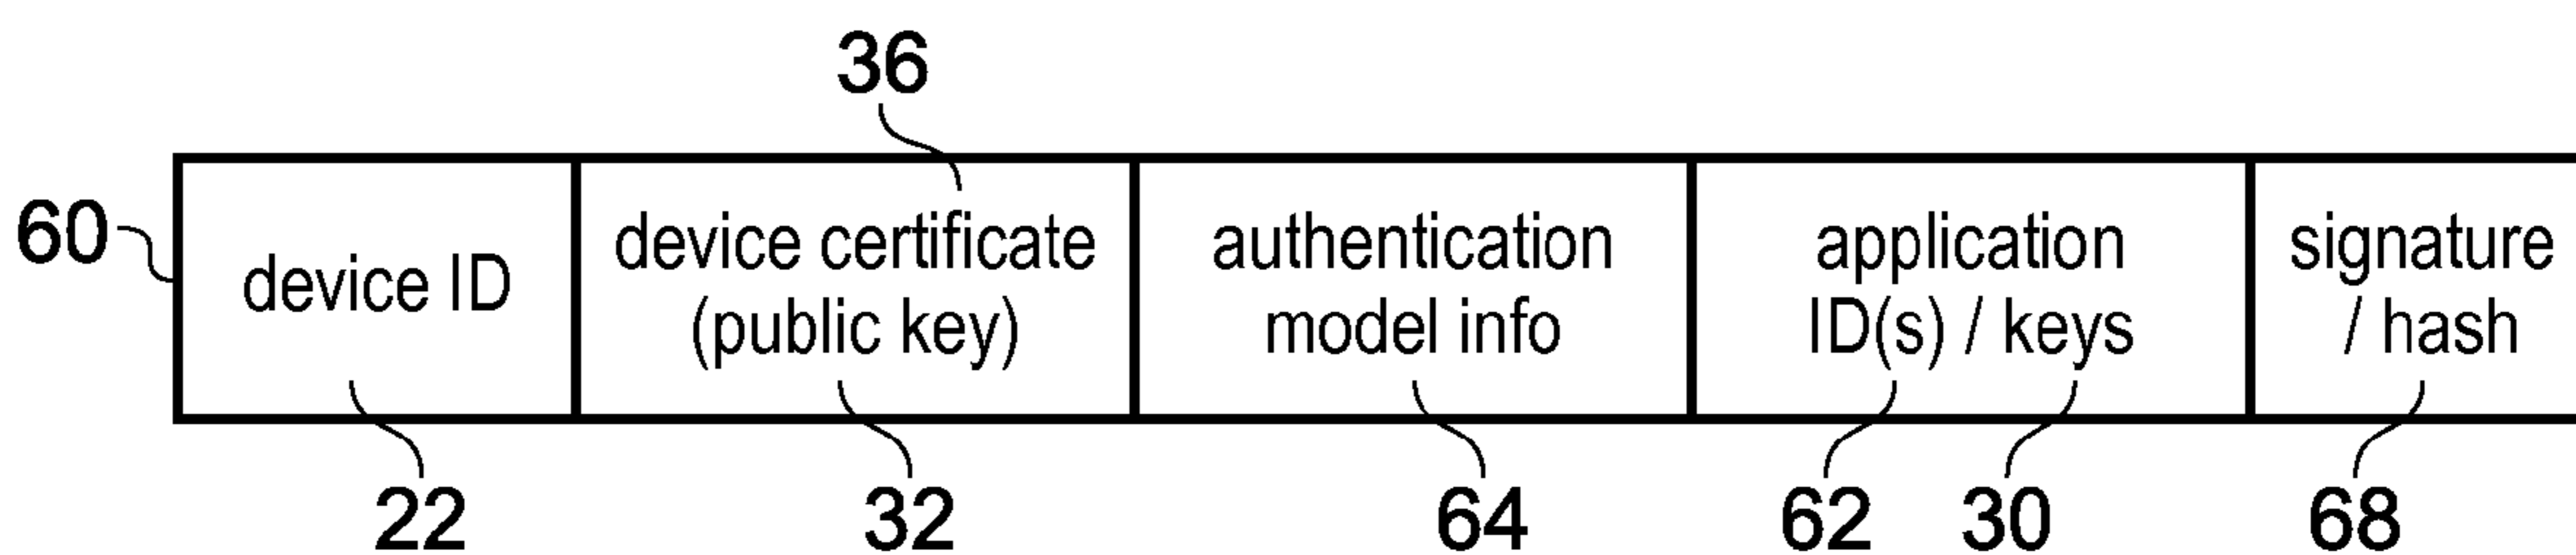 36
60
device ID
device certificate
(public key)
authentication
model info
application
ID(s) / keys
signature
/ hash
22
32
64
62
30
68